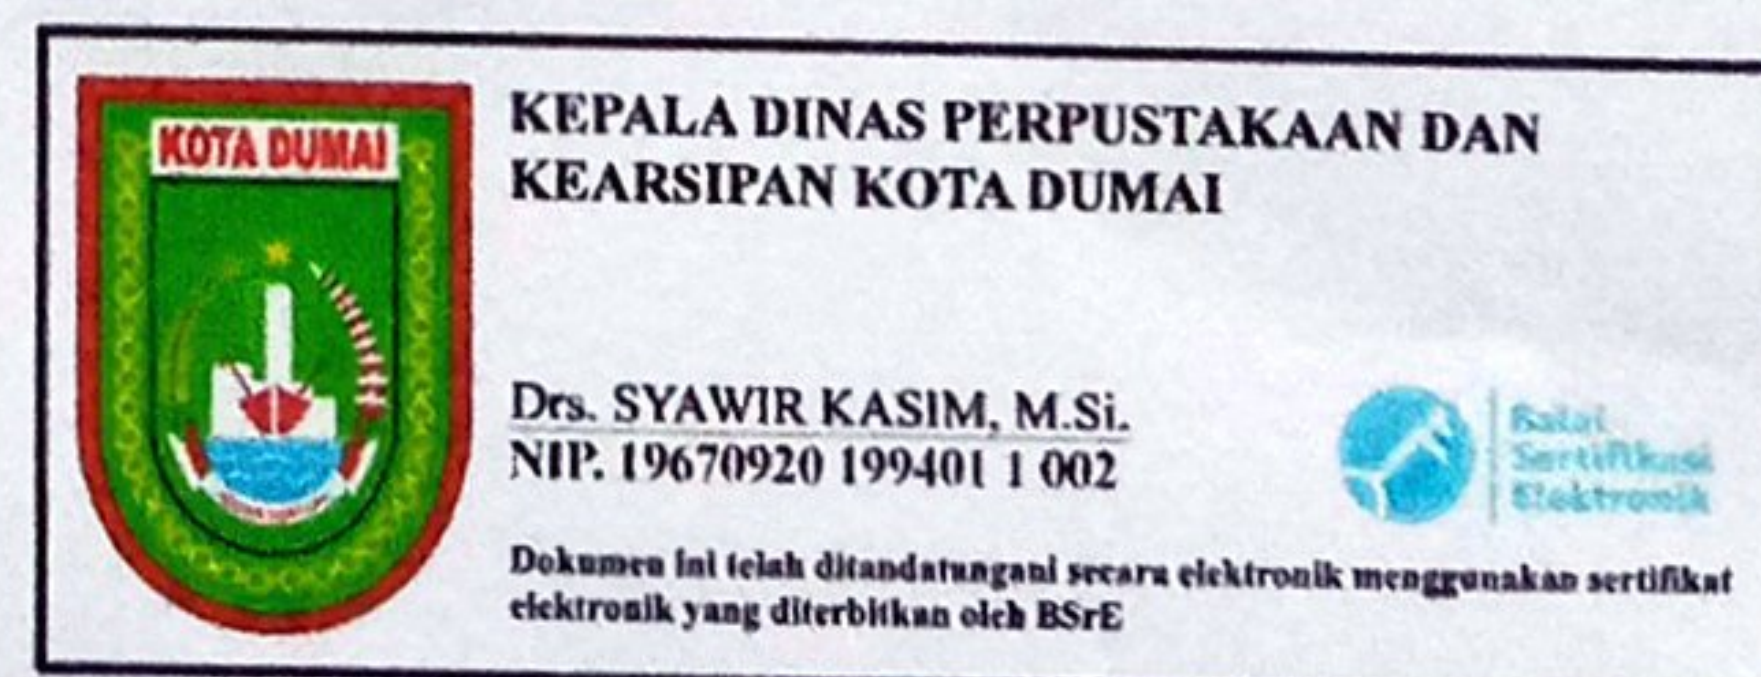 KOTA DUMAI
KEPALA DINAS PERPUSTAKAAN DAN
KEARSIPAN KOTA DUMAI
Drs. SYAWIR KASIM, M.Si.
NIP. 19670920 199401 1 002
Balai
Sertifikasi
Elektronik
Dokumen ini telah ditandatungani secara elektronik menggunakan sertifikat
elektronik yang diterbitkan oleh BSrE